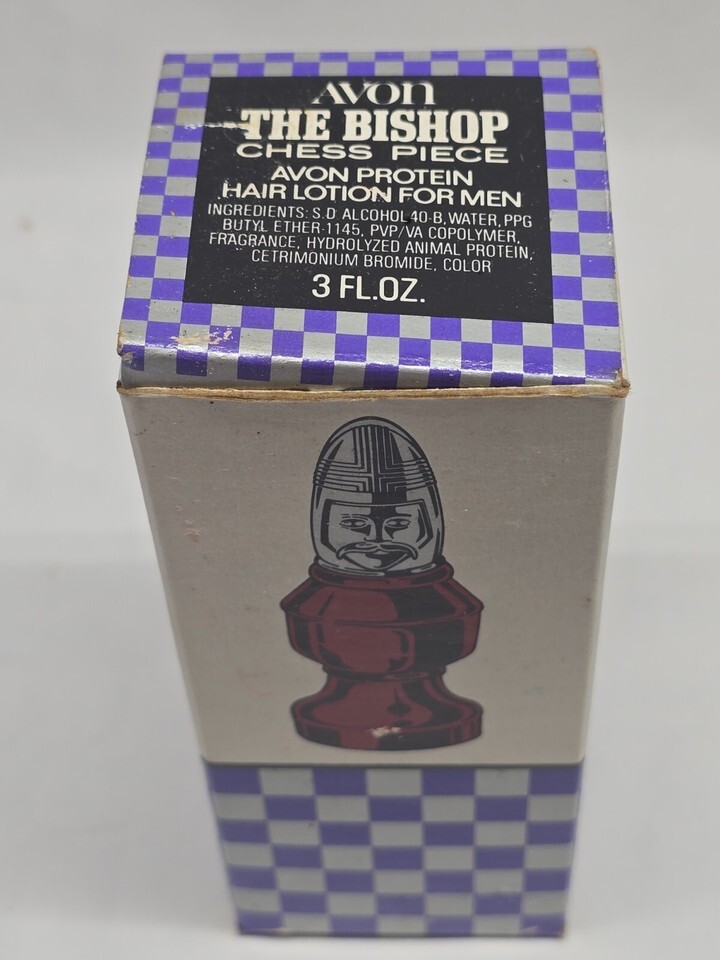 AVON
THE BISHOP
CHESS PIECE
AVON PROTEIN
HAIR LOTION FOR MEN
INGREDIENTS: S.D. ALCOHOL 40-B, WATER, PPG
BUTYL ETHER-1145, PVP/VA COPOLYMER,
FRAGRANCE, HYDROLYZED ANIMAL PROTEIN,
CETRIMONIUM BROMIDE, COLOR
3 FL.OZ.